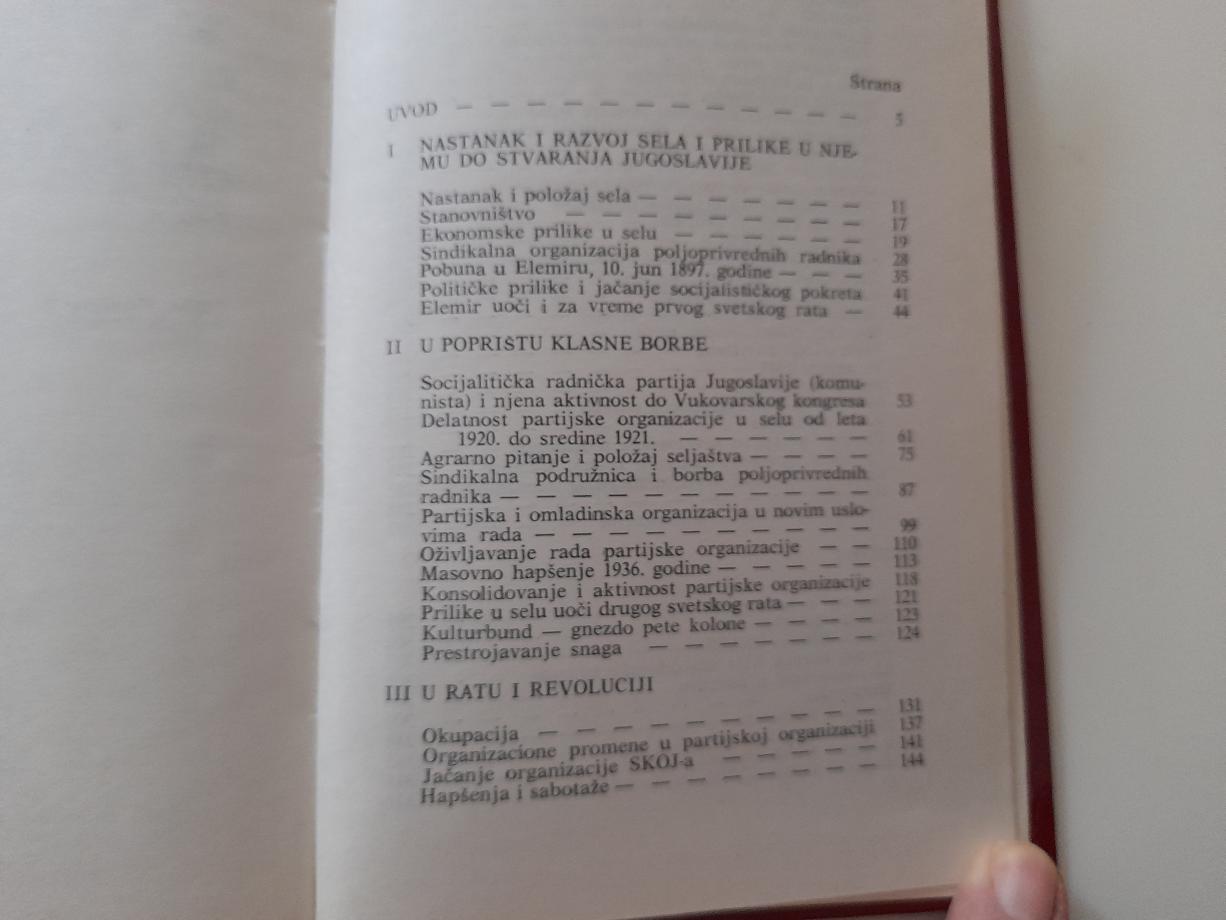 Strana
UVOD — — — — — — — — — — — — 5
I NASTANAK I RAZVOJ SELA I PRILIKE U NJE-
MU DO STVARANJA JUGOSLAVIJE
Nastanak i položaj sela — — — — — — — 11
Stanovništvo — — — — — — — — — 17
Ekonomske prilike u selu — — — — — — 19
Sindikalna organizacija poljoprivrednih radnika 28
Pobuna u Elemiru, 10. jun 1897. godine — — — 35
Političke prilike i jačanje socijalističkog pokreta 41
Elemir uoči i za vreme prvog svetskog rata — 44
II U POPRIŠTU KLASNE BORBE
Socijalitička radnička partija Jugoslavije (komu-
nista) i njena aktivnost do Vukovarskog kongresa 53
Delatnost partijske organizacije u selu od leta
1920. do sredine 1921. — — — — — — 61
Agrarno pitanje i položaj seljaštva — — — — 75
Sindikalna podružnica i borba poljoprivrednih
radnika — — — — — — — — — — — 87
Partijska i omladinska organizacija u novim uslo-
vima rada — — — — — — — — — — 99
Oživljavanje rada partijske organizacije — — 110
Masovno hapšenje 1936. godine — — — — — 113
Konsolidovanje i aktivnost partijske organizacije 118
Prilike u selu uoči drugog svetskog rata — — — 121
Kulturbund — gnezdo pete kolone — — — — 123
Prestrojavanje snaga — — — — — — — 124
III U RATU I REVOLUCIJI
Okupacija — — — — — — — — — — 131
Organizacione promene u partijskoj organizaciji 137
Jačanje organizacije SKOJ-a — — — — — 141
Hapšenja i sabotaže — — — — — — — 144